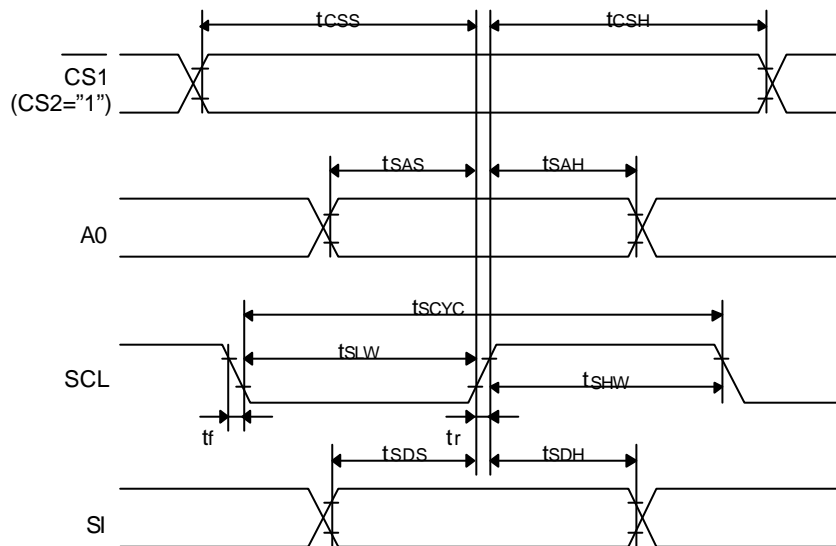 tCSS
tCSH
CS1
(CS2="1")
tSAS
tSAH
A0
tSCYC
tSLW
SCL
tSHW
tf
tr
tSDS
tSDH
SI